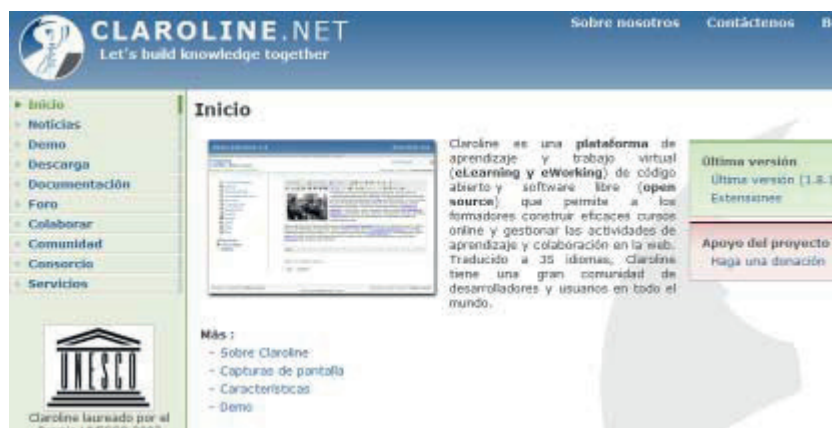 CLAROLINE.NET
Let's build knowledge together
Sobre nosotros Contáctenos
Inicio
Noticias
Demo
Descarga
Documentación
Foro
Colaborar
Comunidad
Consorcio
Servicios
UNESCO
Claroline laureado por el
Inicio
Claroline es una plataforma de
aprendizaje y trabajo virtual
(eLearning y eWorking) de código
abierto y software libre (open
source) que permite a los
formadores construir eficaces cursos
online y gestionar las actividades de
aprendizaje y colaboración en la web.
Traducido a 35 idiomas, Claroline
tiene una gran comunidad de
desarrolladores y usuarios en todo el
mundo.
Más :
- Sobre Claroline
- Capturas de pantalla
- Características
- Demo
Última versión
Última versión (1.8.
Extensiones
Apoyo del proyecto
Haga una donación